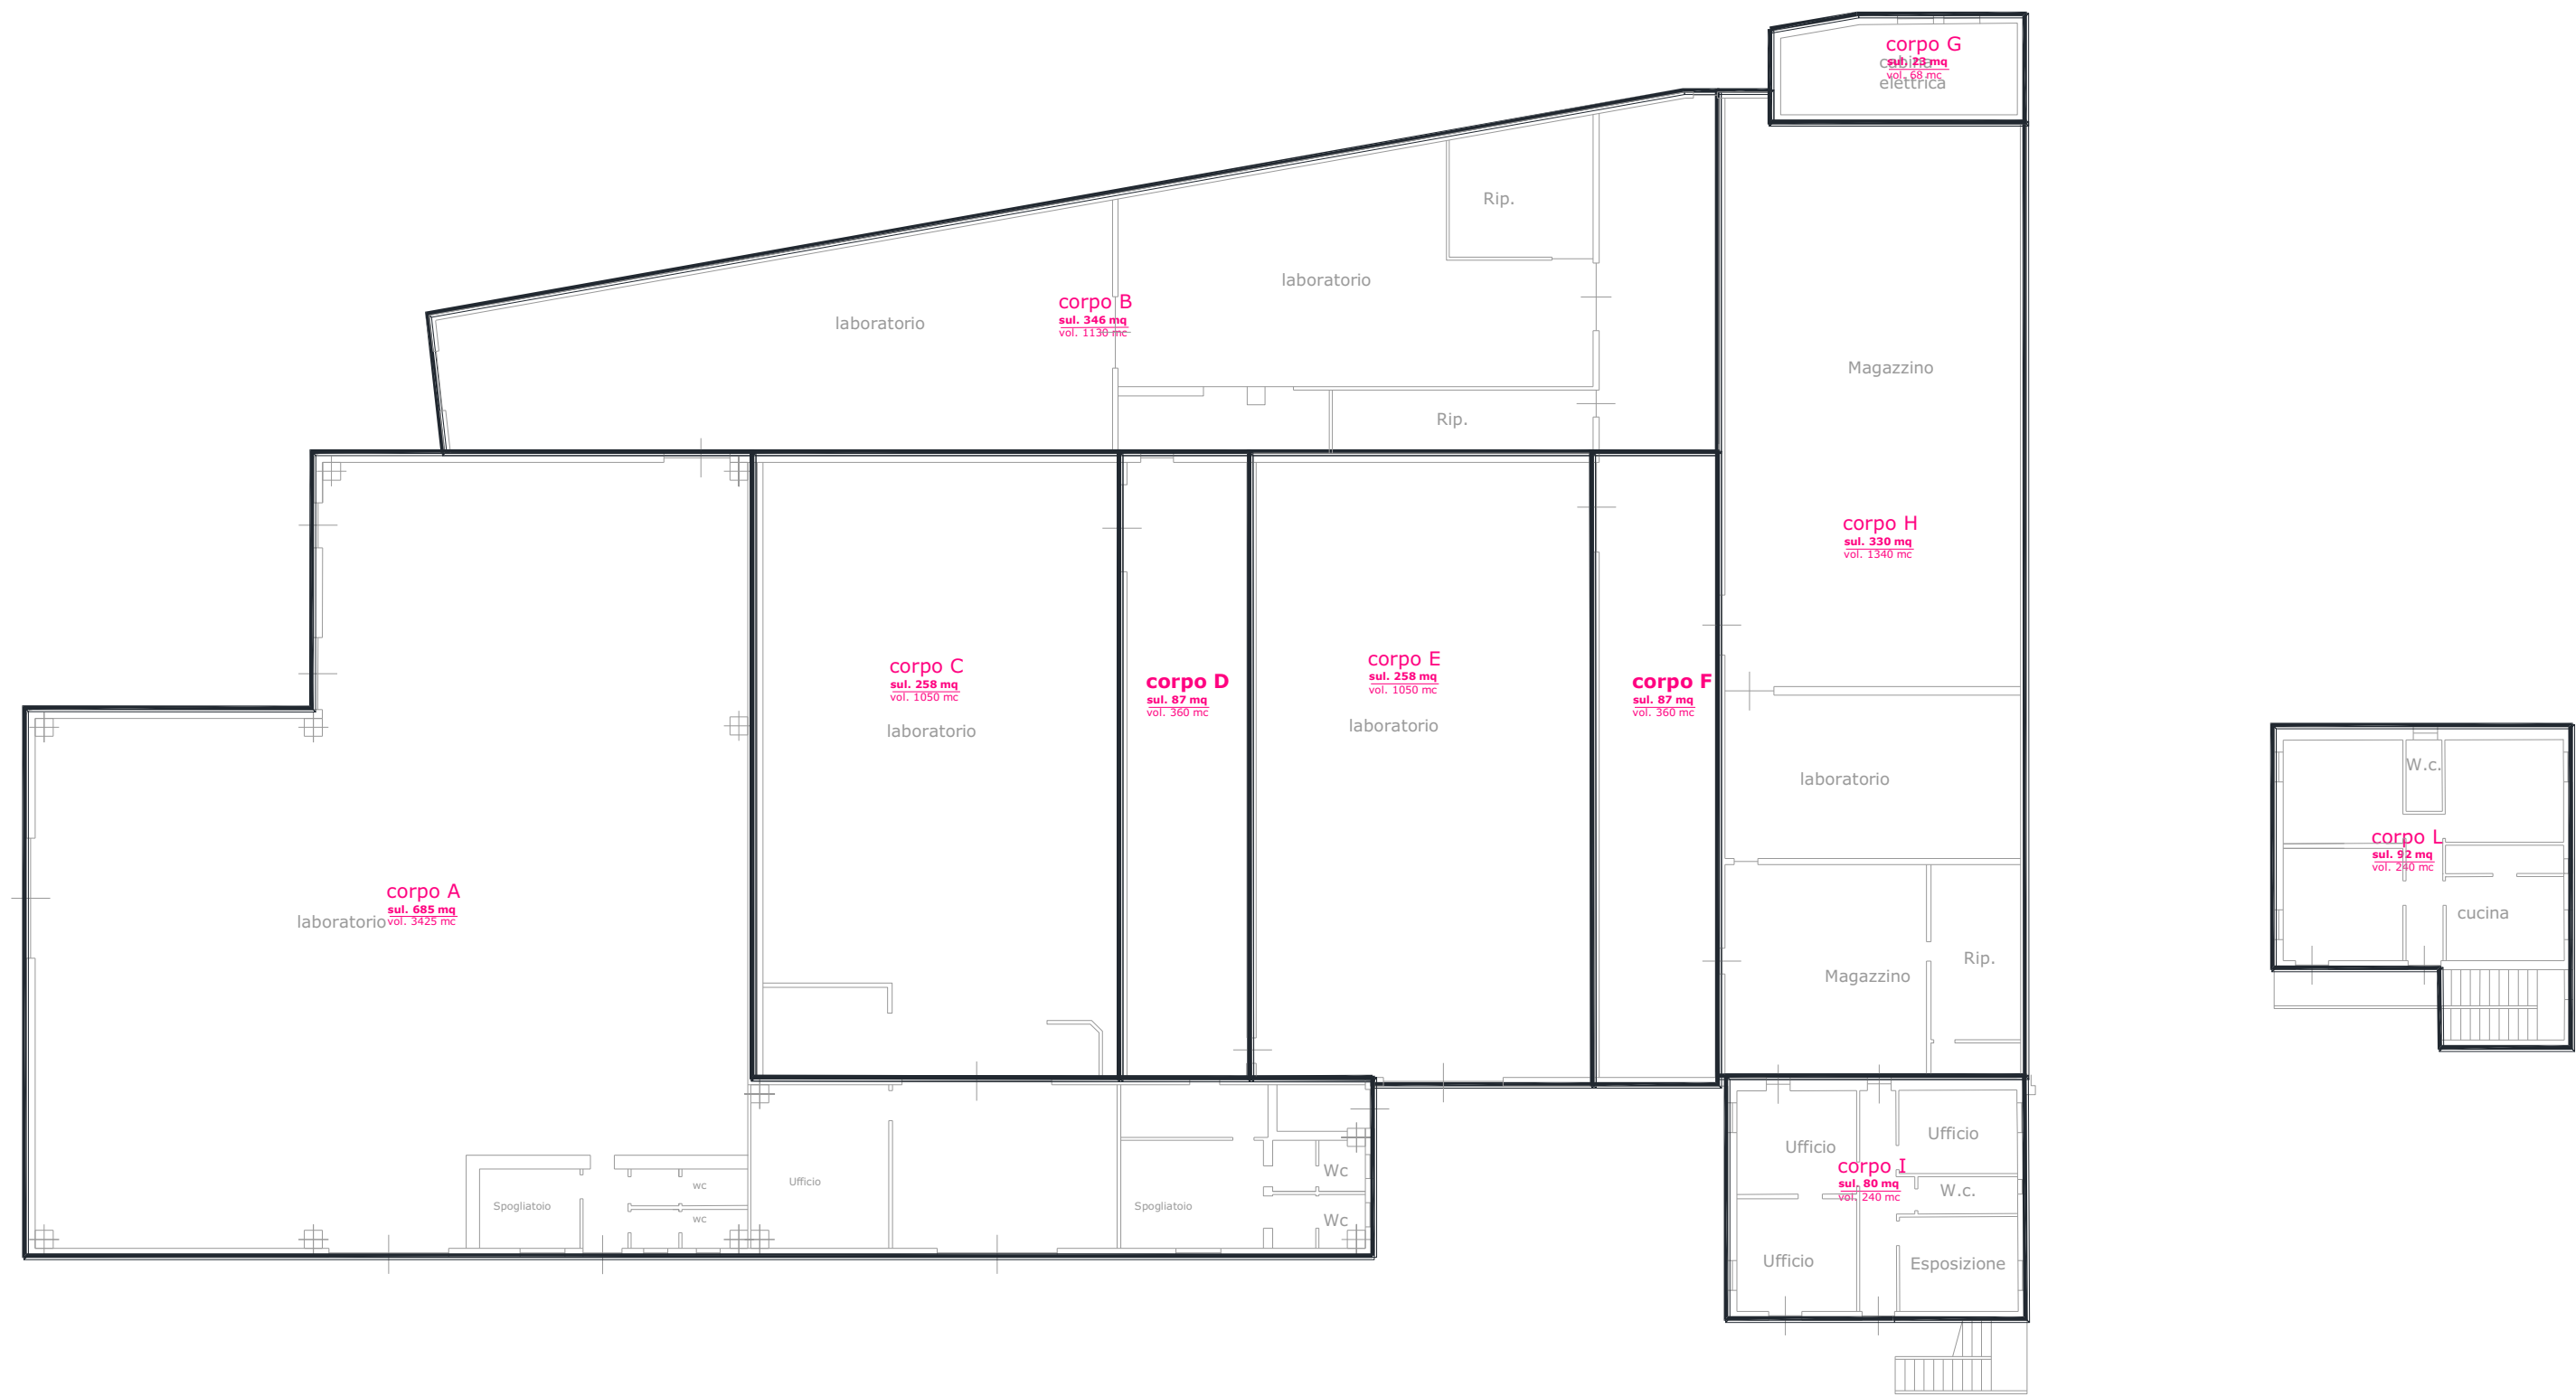 corpo G
cabina
sul. 23 mq
vol. 68 mc
elettrica
Rip.
laboratorio
corpo B
sul. 346 mq
vol. 1130 mc
laboratorio
Rip.
Magazzino
corpo H
sul. 330 mq
vol. 1340 mc
corpo C
sul. 258 mq
vol. 1050 mc
laboratorio
corpo D
sul. 87 mq
vol. 360 mc
corpo E
sul. 258 mq
vol. 1050 mc
laboratorio
corpo F
sul. 87 mq
vol. 360 mc
laboratorio
W.c.
corpo L
sul. 92 mq
vol. 240 mc
cucina
corpo A
sul. 685 mq
vol. 3425 mc
laboratorio
Magazzino
Rip.
Spogliatoio
wc
wc
Ufficio
Spogliatoio
Wc
Wc
Ufficio
Ufficio
corpo I
sul. 80 mq
vol. 240 mc
W.c.
Ufficio
Esposizione